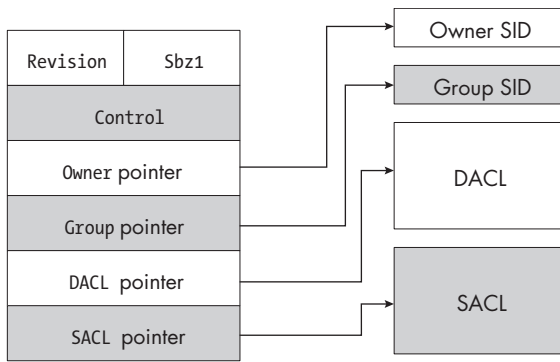 Revision Sbz1
Control
Owner pointer
Group pointer
DACL pointer
SACL pointer
Owner SID
Group SID
DACL
SACL